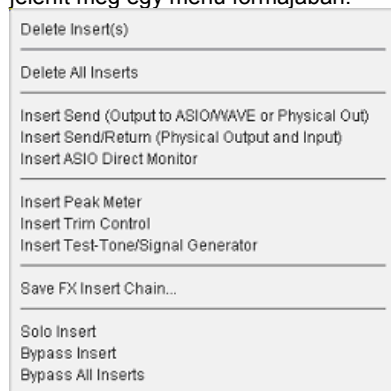 jelenít meg egy menü formájában:
Delete Insert(s)
Delete All Inserts
Insert Send (Output to ASIO/WAVE or Physical Out)
Insert Send/Return (Physical Output and Input)
Insert ASIO Direct Monitor
Insert Peak Meter
Insert Trim Control
Insert Test-Tone/Signal Generator
Save FX Insert Chain...
Solo Insert
Bypass Insert
Bypass All Inserts